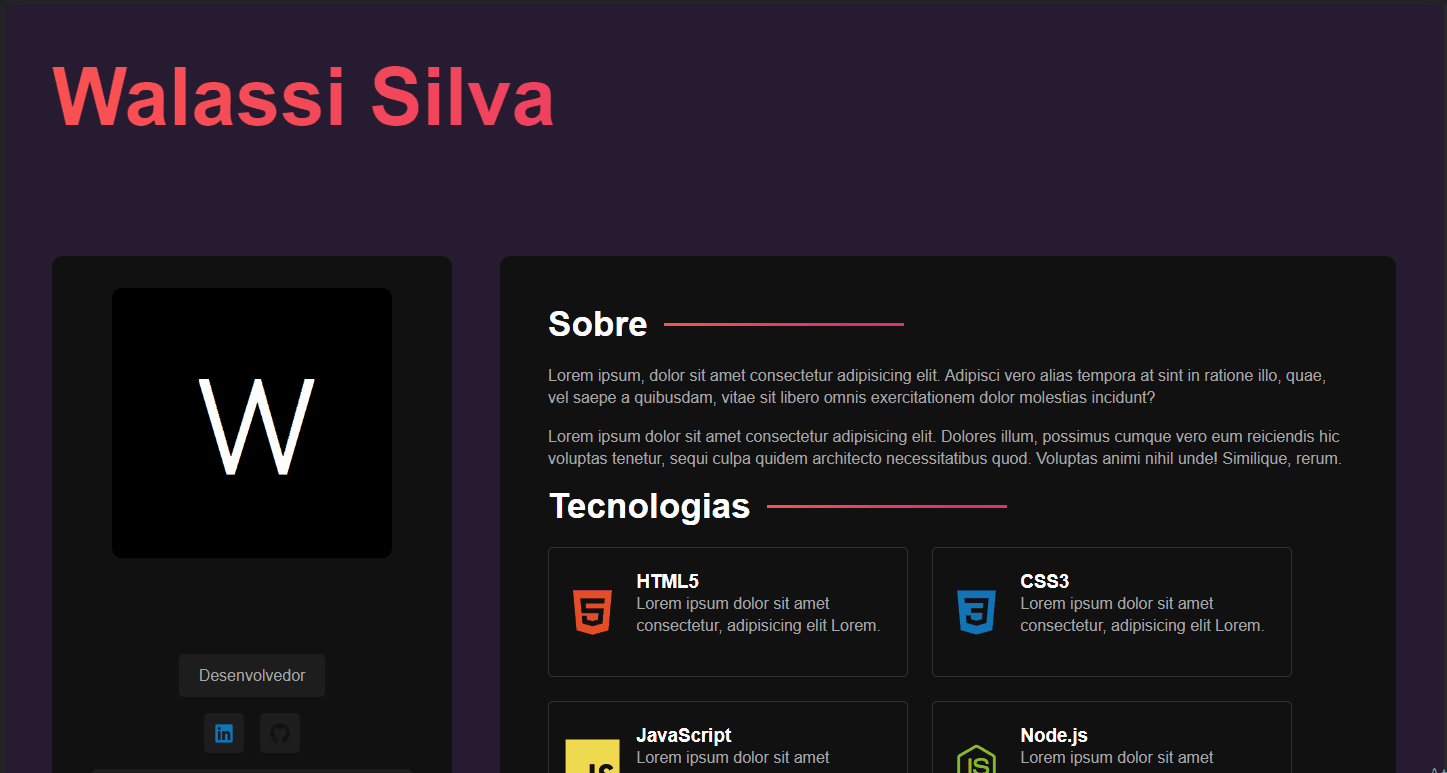 Walassi Silva
W
Desenvolvedor
in
Sobre
Lorem ipsum, dolor sit amet consectetur adipisicing elit. Adipisci vero alias tempora at sint in ratione illo, quae,
vel saepe a quibusdam, vitae sit libero omnis exercitationem dolor molestias incidunt?
Lorem ipsum dolor sit amet consectetur adipisicing elit. Dolores illum, possimus cumque vero eum reiciendis hic
voluptas tenetur, sequi culpa quidem architecto necessitatibus quod. Voluptas animi nihil unde! Similique, rerum.
Tecnologias
HTML5
Lorem ipsum dolor sit amet
consectetur, adipisicing elit Lorem.
CSS3
Lorem ipsum dolor sit amet
consectetur, adipisicing elit Lorem.
JS
JavaScript
Lorem ipsum dolor sit amet
JS
Node.js
Lorem ipsum dolor sit amet